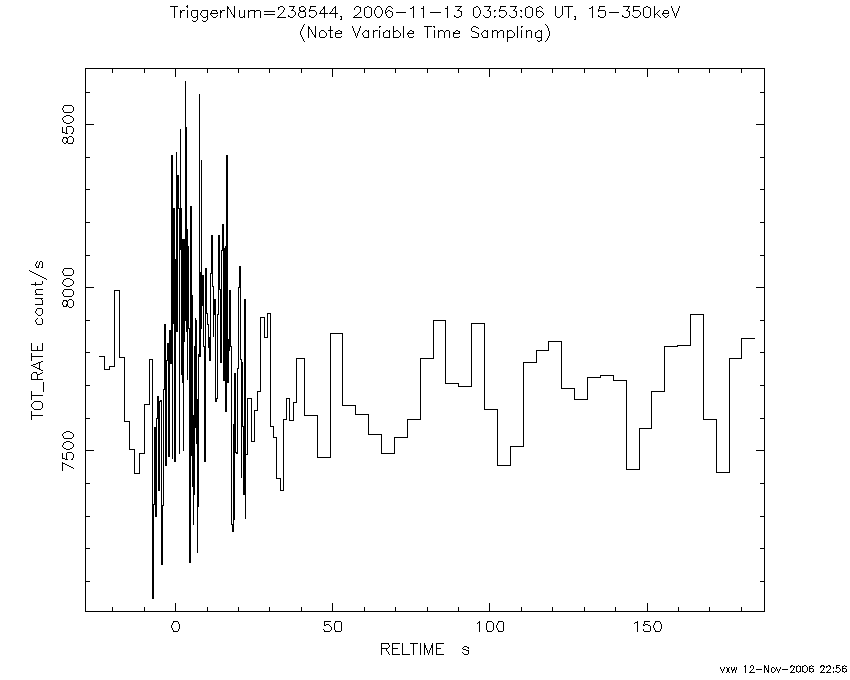 TriggerNum=238544, 2006-11-13 03:53:06 UT, 15-350keV
(Note Variable Time Sampling)
8500
8000
7500
TOT_RATE count/s
0 50 100 150
RELTIME s
vxw 12-Nov-2006 22:56